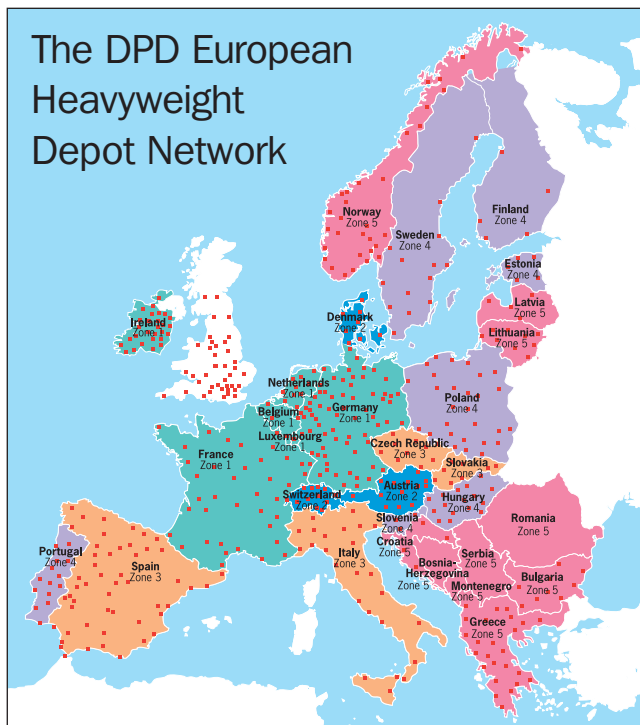 The DPD European
Heavyweight
Depot Network
Norway
Zone 5
Sweden
Zone 4
Finland
Zone 4
Estonia
Zone 4
Latvia
Zone 5
Lithuania
Zone 5
Ireland
Zone 1
Denmark
Zone 2
Netherlands
Zone 1
Belgium
Zone 1
Luxembourg
Zone 1
Germany
Zone 1
Poland
Zone 4
France
Zone 1
Czech Republic
Zone 3
Slovakia
Zone 3
Switzerland
Zone 2
Austria
Zone 2
Hungary
Zone 4
Slovenia
Zone 4
Croatia
Zone 5
Romania
Zone 5
Portugal
Zone 4
Spain
Zone 3
Italy
Zone 3
Bosnia-
Herzegovina
Zone 5
Serbia
Zone 5
Montenegro
Zone 5
Bulgaria
Zone 5
Greece
Zone 5